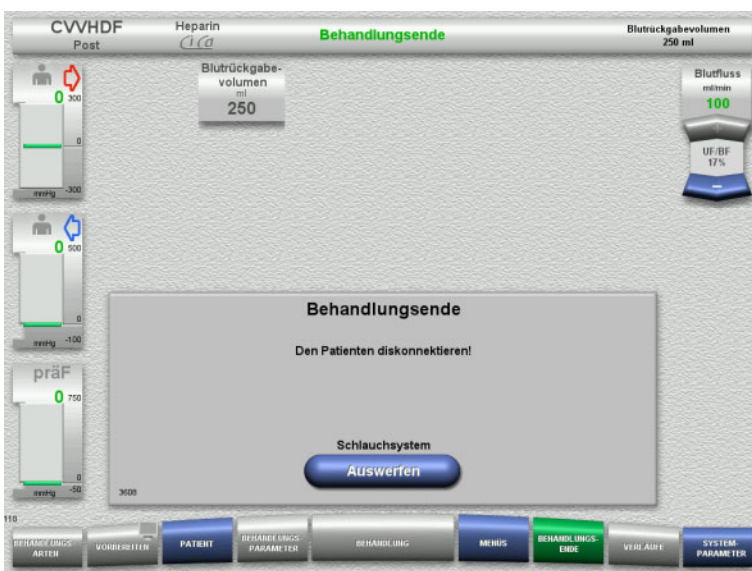 CVVHDF
Post
Heparin
Ci Ca
Behandlungsende
Blutrückgabevolumen
250 ml
0
300
0
-300
mmHg
Blutrückgabe-
volumen
ml
250
Blutfluss
ml/min
100
+
UF/BF
17%
-
0
500
0
-100
mmHg
präF
0
750
0
-50
mmHg
Behandlungsende
Den Patienten diskonnektieren!
Schlauchsystem
Auswerfen
3608
110
BEHANDLUNGS-
ARTEN
VORBEREITEN
PATIENT
BEHANDLUNGS-
PARAMETER
BEHANDLUNG
MENÜS
BEHANDLUNGS-
ENDE
VERLÄUFE
SYSTEM-
PARAMETER